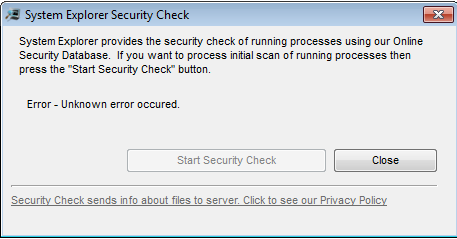 System Explorer Security Check
System Explorer provides the security check of running processes using our Online
Security Database. If you want to process initial scan of running processes then
press the "Start Security Check" button.
Error - Unknown error occured.
Start Security Check
Close
Security Check sends info about files to server. Click to see our Privacy Policy